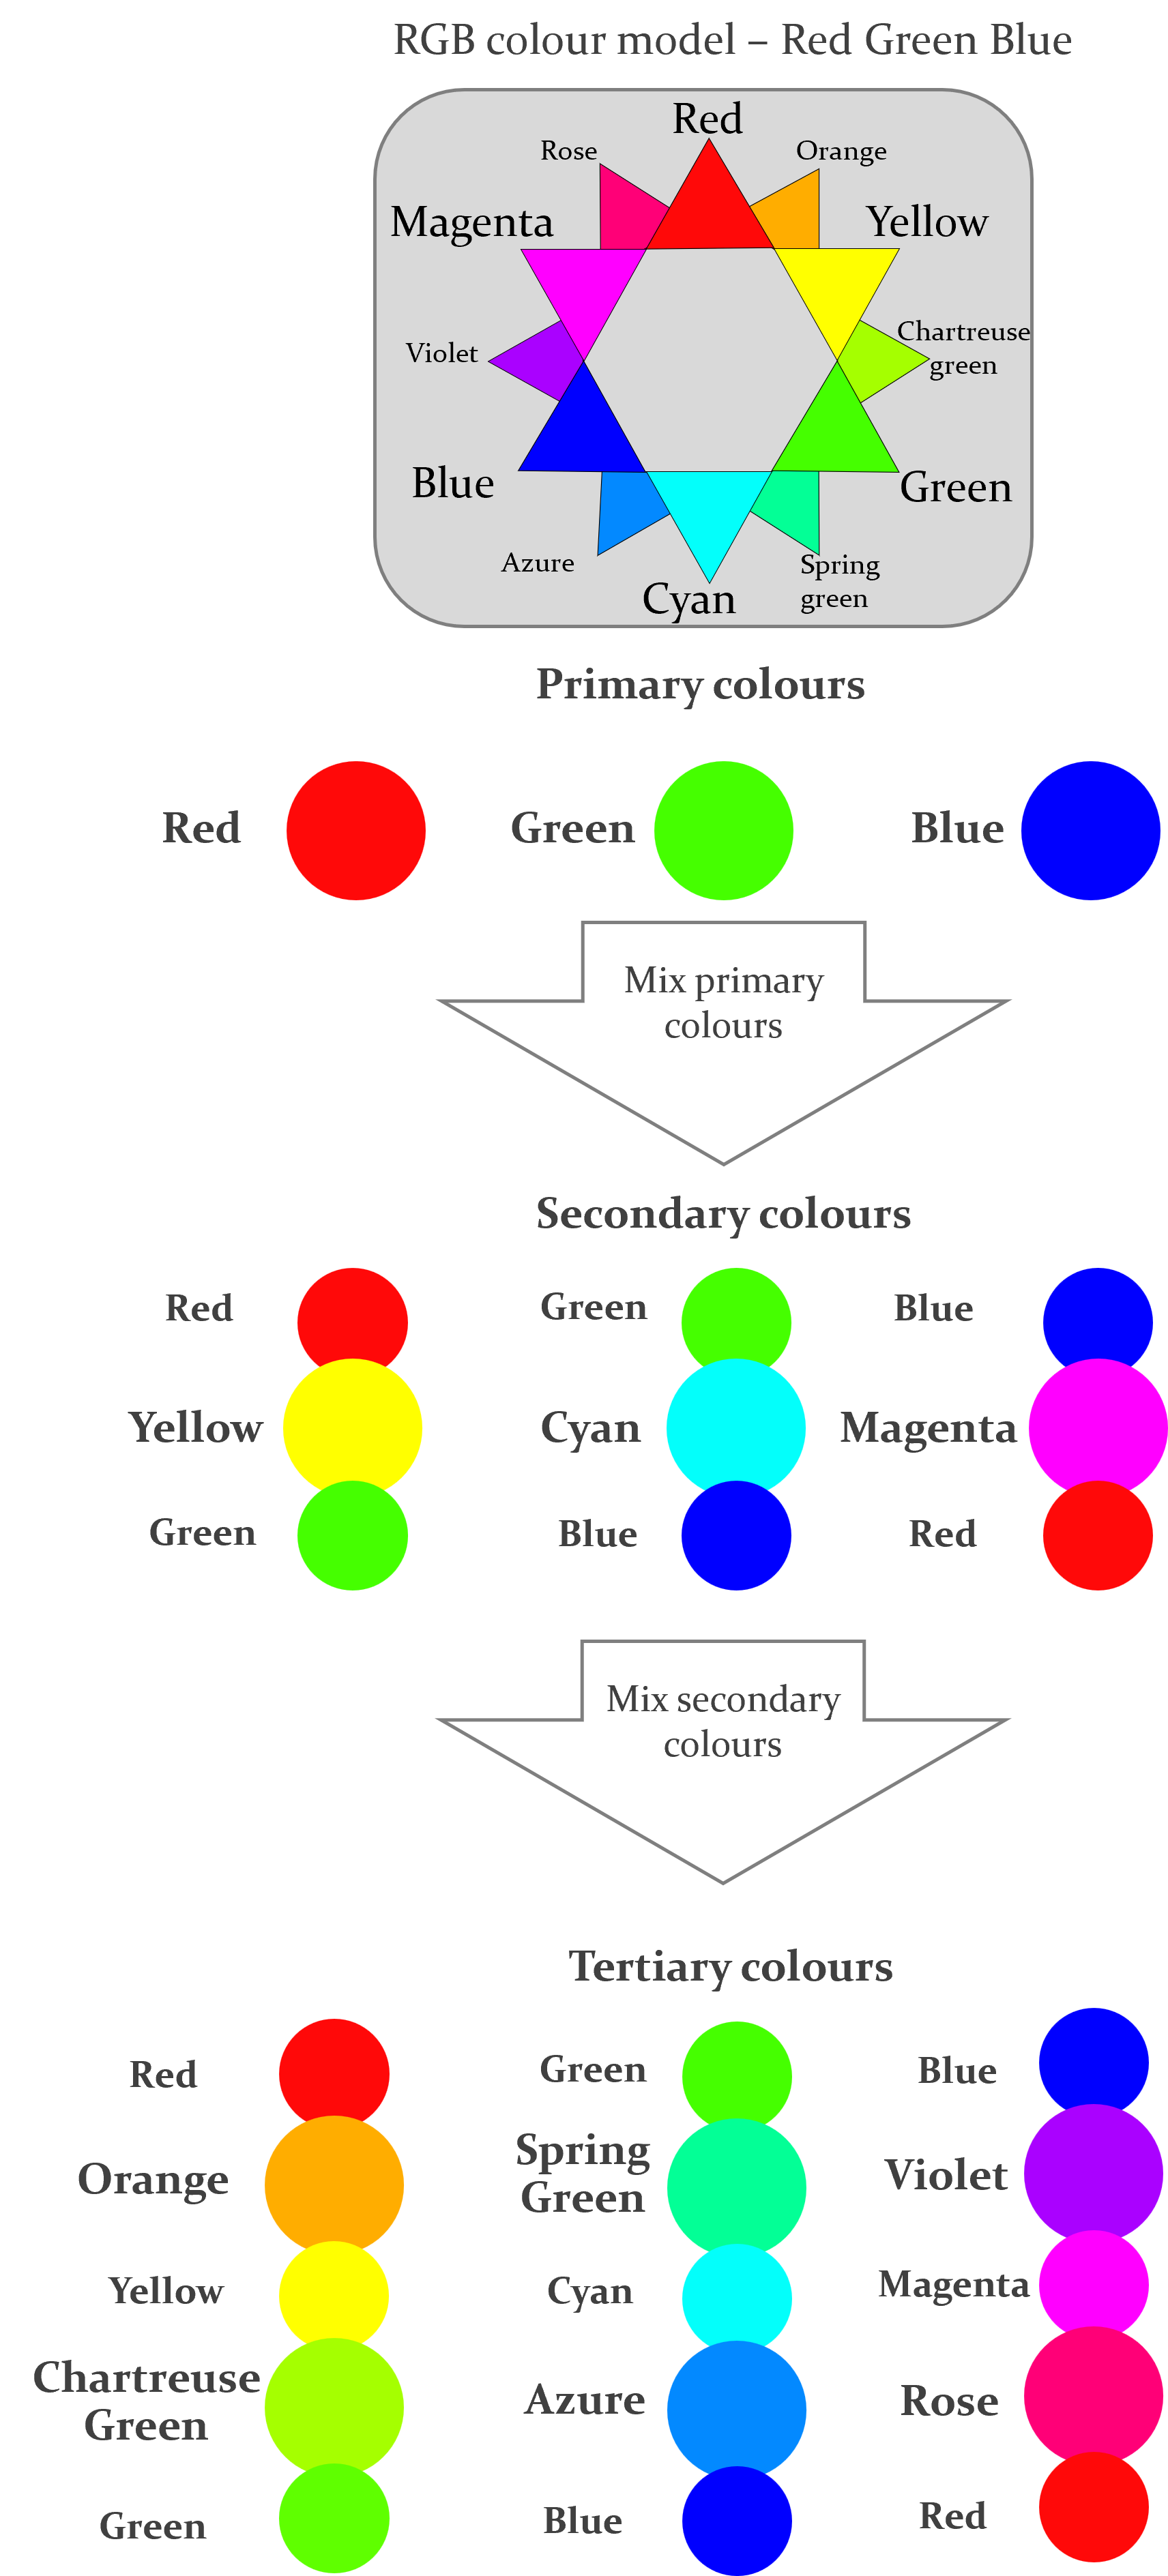 RGB colour model – Red Green Blue
Red
Rose
Orange
Magenta
Yellow
Violet
Chartreuse
green
Blue
Green
Azure
Spring
green
Cyan
Primary colours
Red
Green
Blue
Mix primary
colours
Secondary colours
Red
Green
Blue
Yellow
Cyan
Magenta
Green
Blue
Red
Mix secondary
colours
Tertiary colours
Red
Green
Blue
Orange
Spring
Green
Violet
Yellow
Cyan
Magenta
Chartreuse
Green
Azure
Rose
Green
Blue
Red